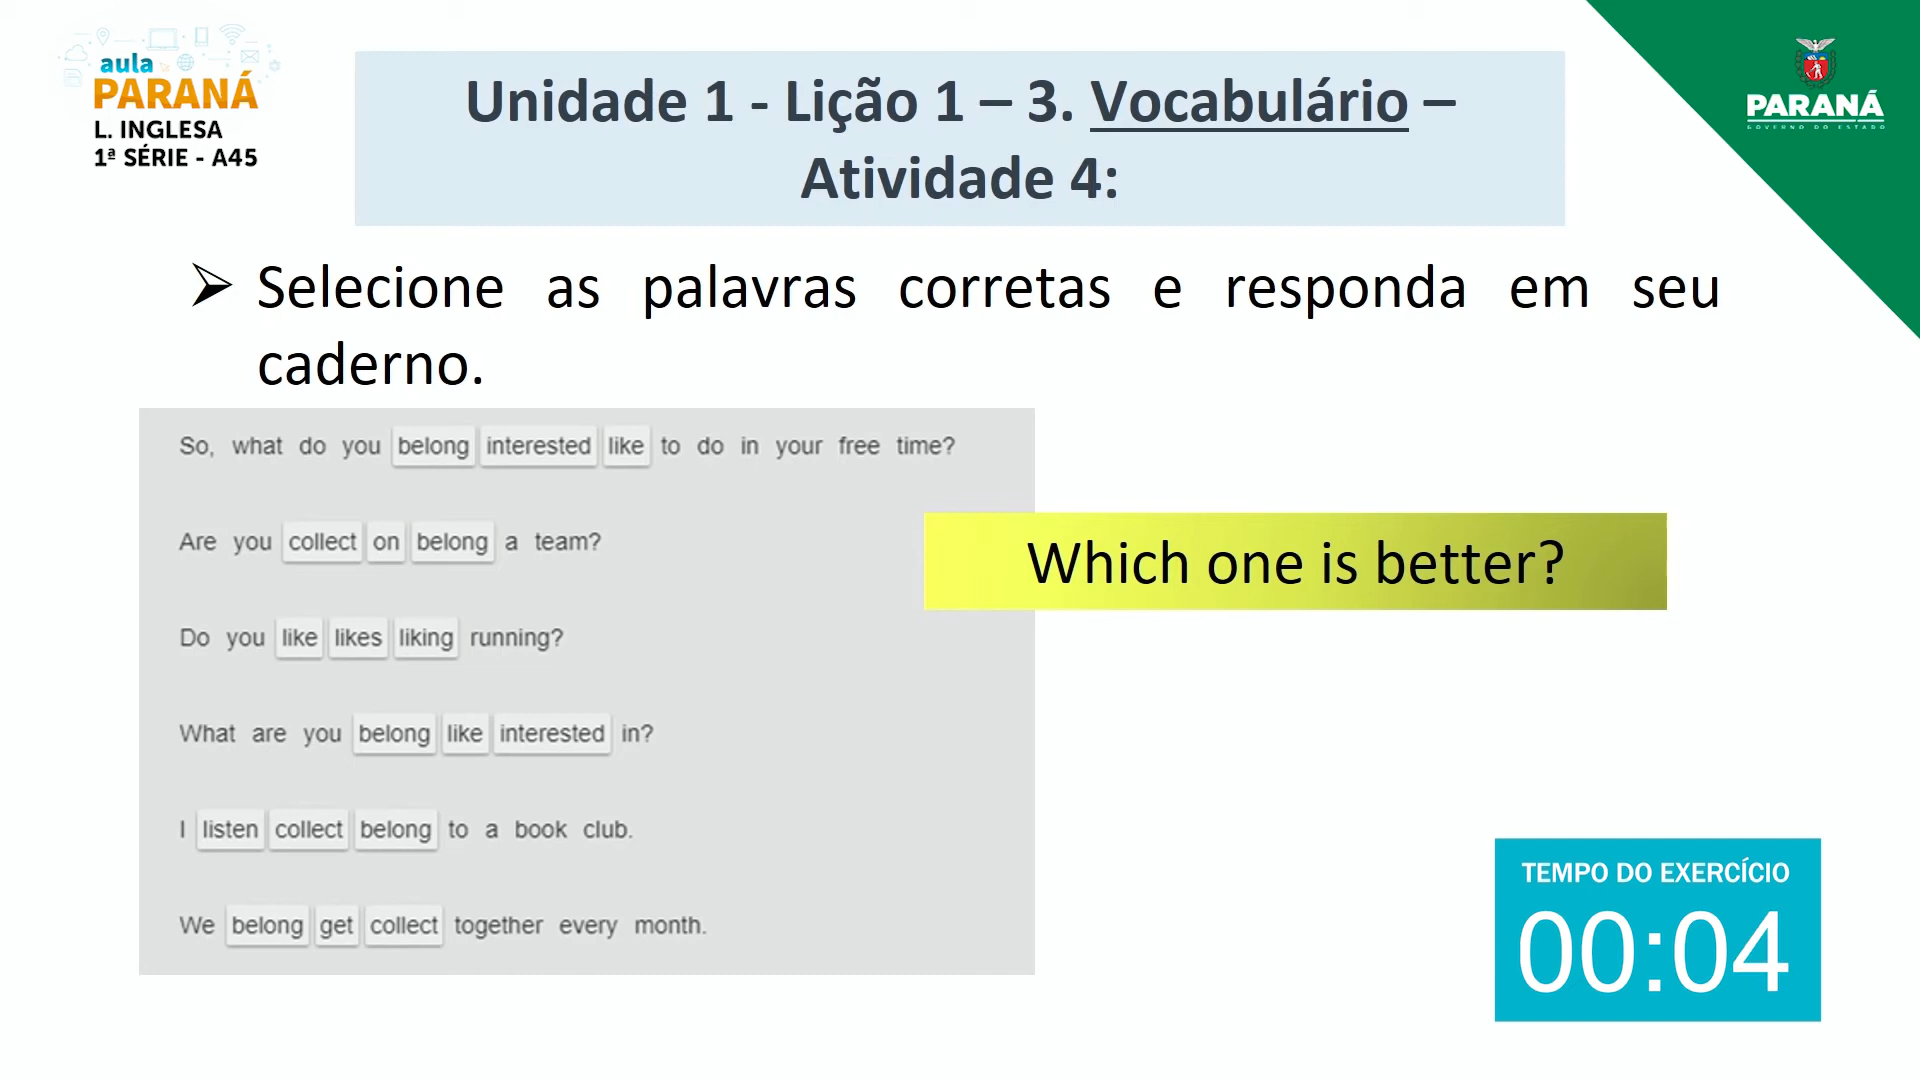 aula
PARANÁ
L. INGLESA
1ª SÉRIE - A45
Unidade 1 - Lição 1 – 3. Vocabulário –
Atividade 4:
PARANÁ
GOVERNO DO ESTADO
➢ Selecione as palavras corretas e responda em seu
caderno.
So, what do you belong interested like to do in your free time?
Are you collect on belong a team?
Which one is better?
Do you like likes liking running?
What are you belong like interested in?
I listen collect belong to a book club.
We belong get collect together every month.
TEMPO DO EXERCÍCIO
00:04